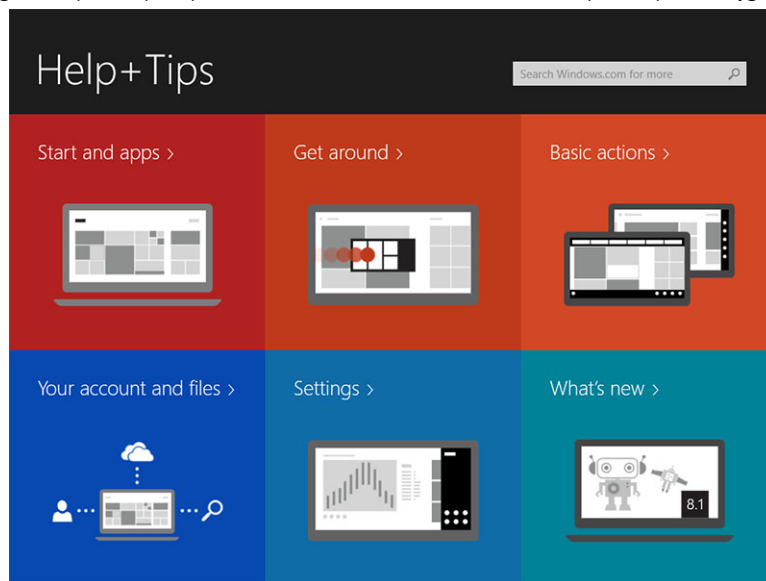 Help+Tips
Search Windows.com for more
Start and apps >
Get around >
Basic actions >
Your account and files >
Settings >
What's new >
8.1